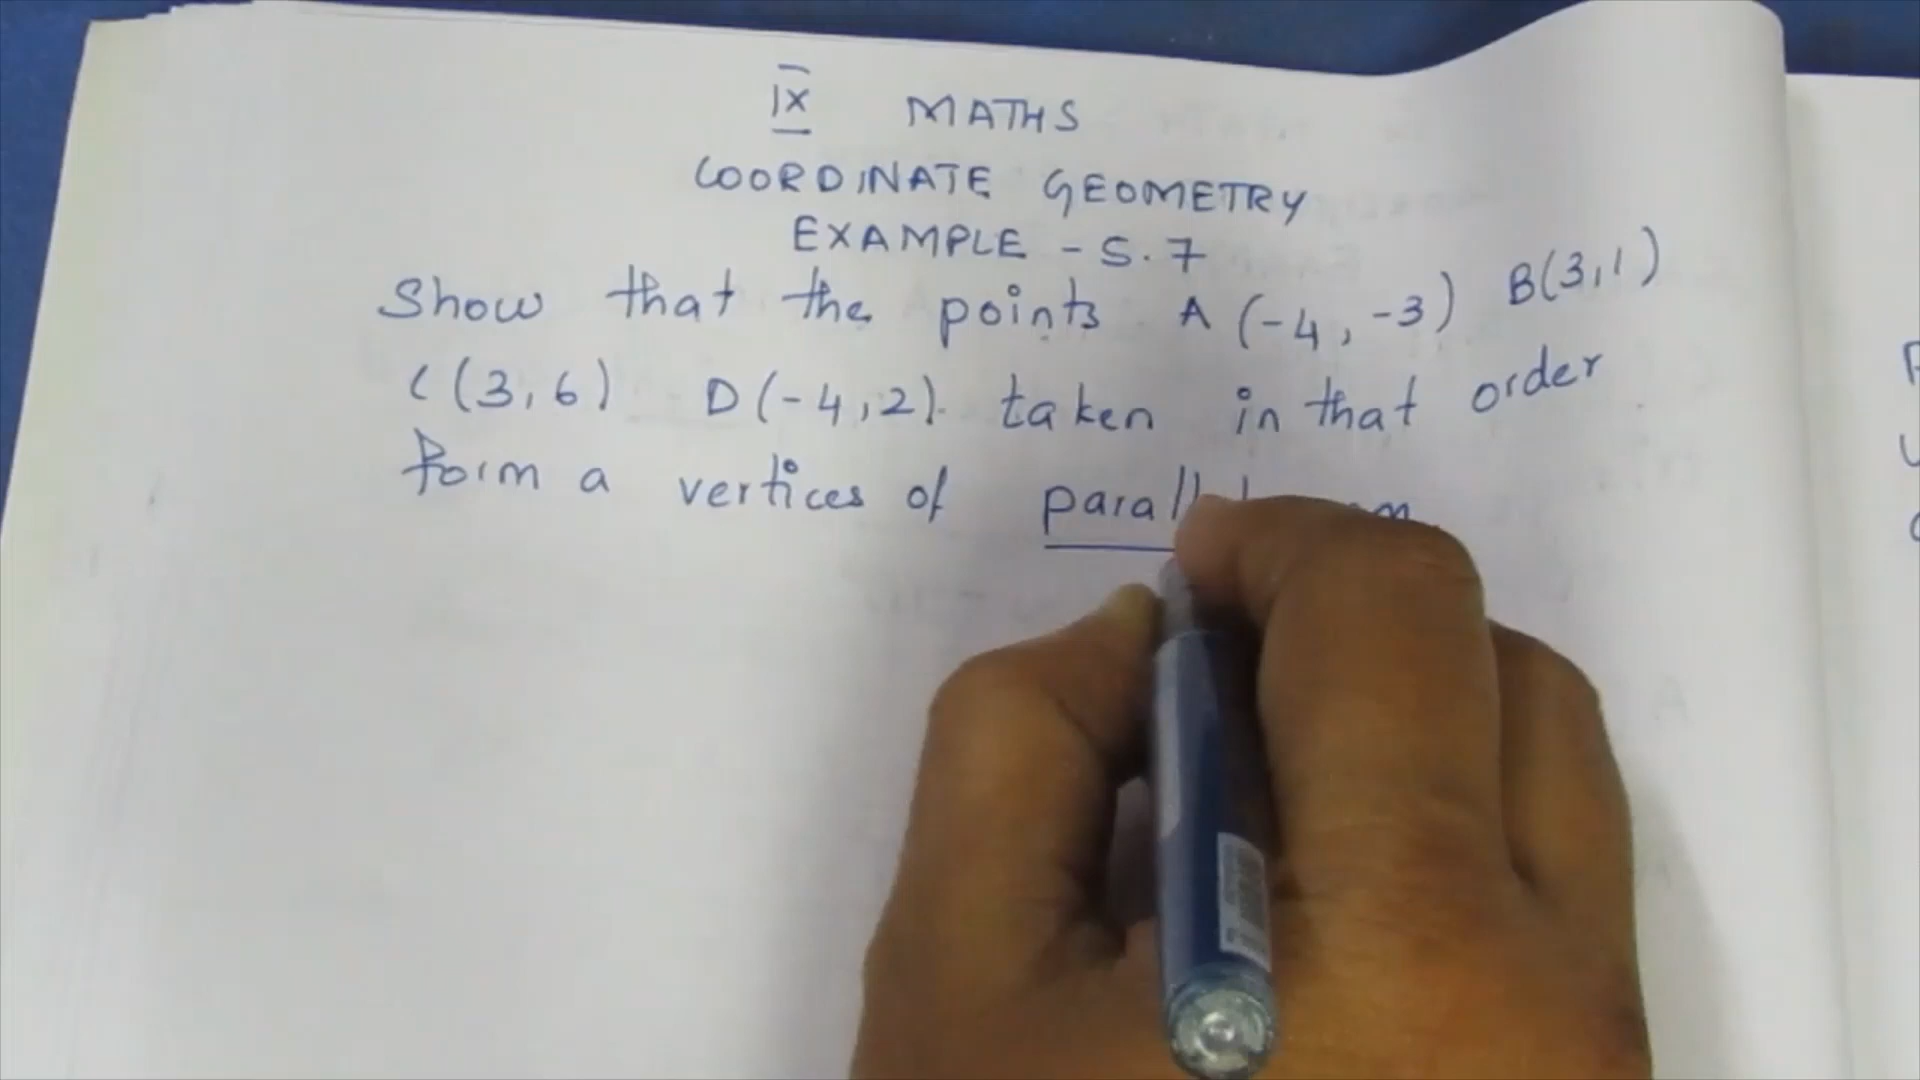 IX MATHS
COORDINATE GEOMETRY
EXAMPLE - 5.7
Show that the points A (-4, -3) B(3,1)
C(3,6) D(-4,2). taken in that order
form a vertices of